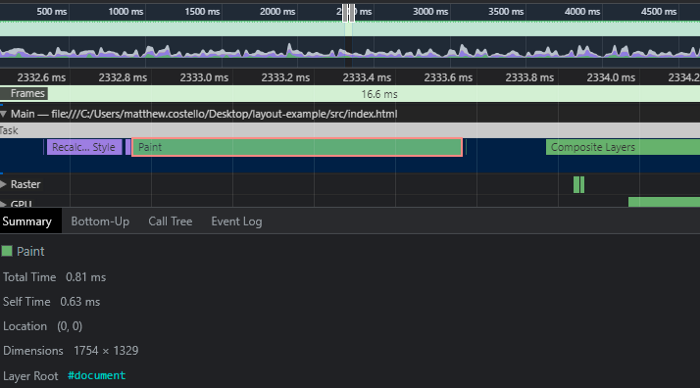 500 ms 1000 ms 1500 ms 2000 ms 3000 ms 3500 ms 4000 ms 4500 ms
2332.6 ms 2332.8 ms 2333.0 ms 2333.2 ms 2333.4 ms 2333.6 ms 2333.8 ms 2334.0 ms 2334.2
Frames 16.6 ms
Main — file:///C:/Users/matthew.costello/Desktop/layout-example/src/index.html
Task
Recalc... Style Paint Composite Layers
Raster
GPU
Summary Bottom-Up Call Tree Event Log
Paint
Total Time 0.81 ms
Self Time 0.63 ms
Location (0, 0)
Dimensions 1754 × 1329
Layer Root #document